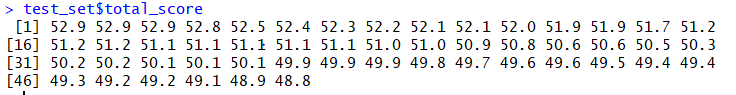 > test_set$total_score
[1] 52.9 52.9 52.9 52.8 52.5 52.4 52.3 52.2 52.1 52.1 52.0 51.9 51.9 51.7 51.2
[16] 51.2 51.2 51.1 51.1 51.1 51.1 51.1 51.0 51.0 50.9 50.8 50.6 50.6 50.5 50.3
[31] 50.2 50.2 50.1 50.1 50.1 49.9 49.9 49.9 49.8 49.7 49.6 49.6 49.5 49.4 49.4
[46] 49.3 49.2 49.2 49.1 48.9 48.8